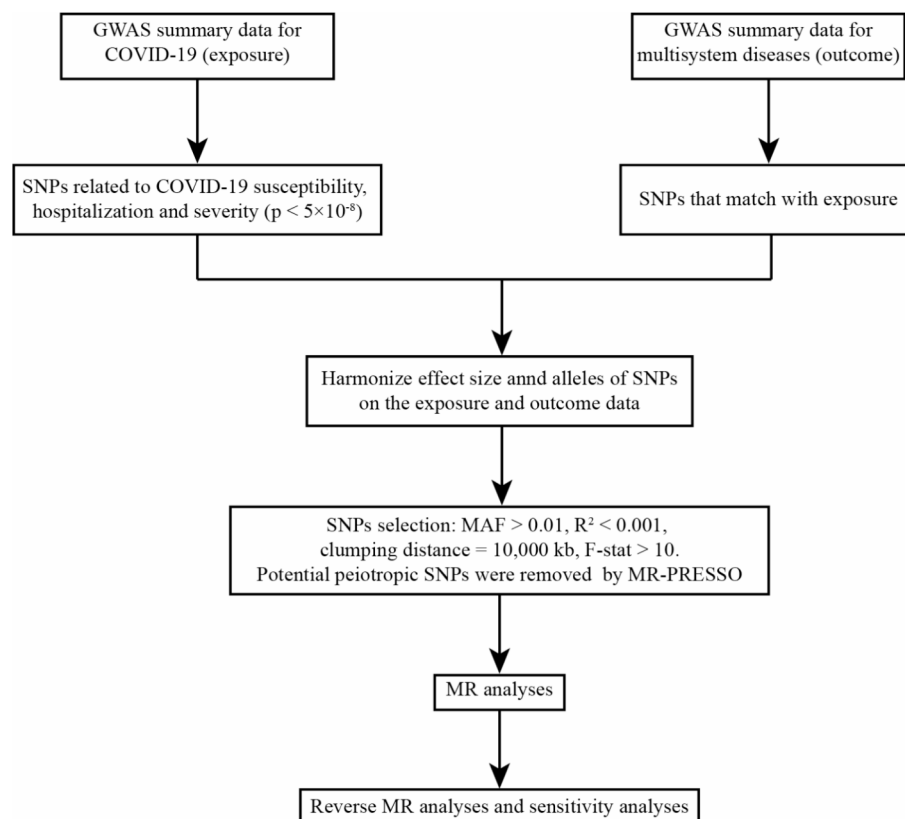 GWAS summary data for
COVID-19 (exposure)
GWAS summary data for
multisystem diseases (outcome)
SNPs related to COVID-19 susceptibility,
hospitalization and severity (p < 5×10⁻⁸)
SNPs that match with exposure
Harmonize effect size annd alleles of SNPs
on the exposure and outcome data
SNPs selection: MAF > 0.01, R² < 0.001,
clumping distance = 10,000 kb, F-stat > 10.
Potential peiotropic SNPs were removed by MR-PRESSO
MR analyses
Reverse MR analyses and sensitivity analyses